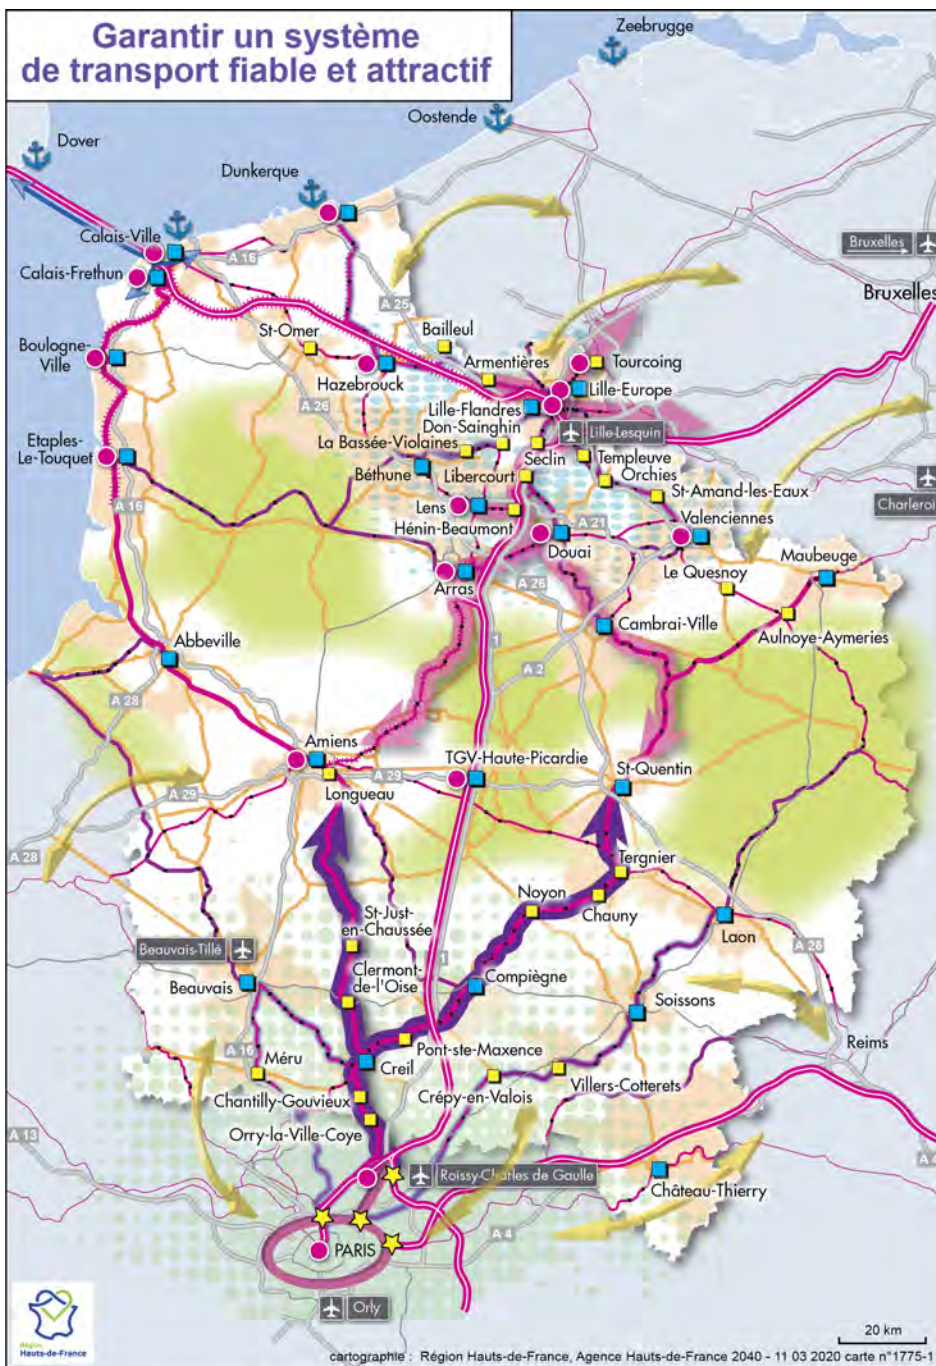 Garantir un système
de transport fiable et attractif
Zeebrugge
Oostende
Dover
Dunkerque
Calais-Ville
A 16
Bruxelles
Calais-Frethun
Bruxelles
A 25
St-Omer
Bailleul
Boulogne-
Ville
Armentières
Tourcoing
Hazebrouck
Lille-Europe
A 26
Lille-Flandres
Don-Sainghin
Lille-Lesquin
La Bassée-Violaines
Seclin
Templeuve
Etaples-
Le-Touquet
Béthune
Libercourt
Orchies
St-Amand-les-Eaux
Charleroi
A 16
Lens
Hénin-Beaumont
A 21
Valenciennes
Douai
Maubeuge
Arras
A 26
Le Quesnoy
Cambrai-Ville
Aulnoye-Aymeries
Abbeville
1
A 2
A 28
Amiens
TGV-Haute-Picardie
St-Quentin
A 29
A 29
Longueau
A 28
Tergnier
Noyon
Chauny
St-Just-
en-Chaussée
Laon
Beauvais-Tillé
A 26
Clermont-
de-l'Oise
1
Compiègne
Beauvais
Soissons
A 16
Méru
Pont-ste-Maxence
Reims
Creil
Chantilly-Gouvieux
Crépy-en-Valois
Villers-Cotterets
Orry-la-Ville-Coye
A 13
A 4
Roissy-Charles de Gaulle
Château-Thierry
PARIS
A 4
Orly
Région
Hauts-de-France
20 km
cartographie : Région Hauts-de-France, Agence Hauts-de-France 2040 - 11 03 2020 carte n°1775-1